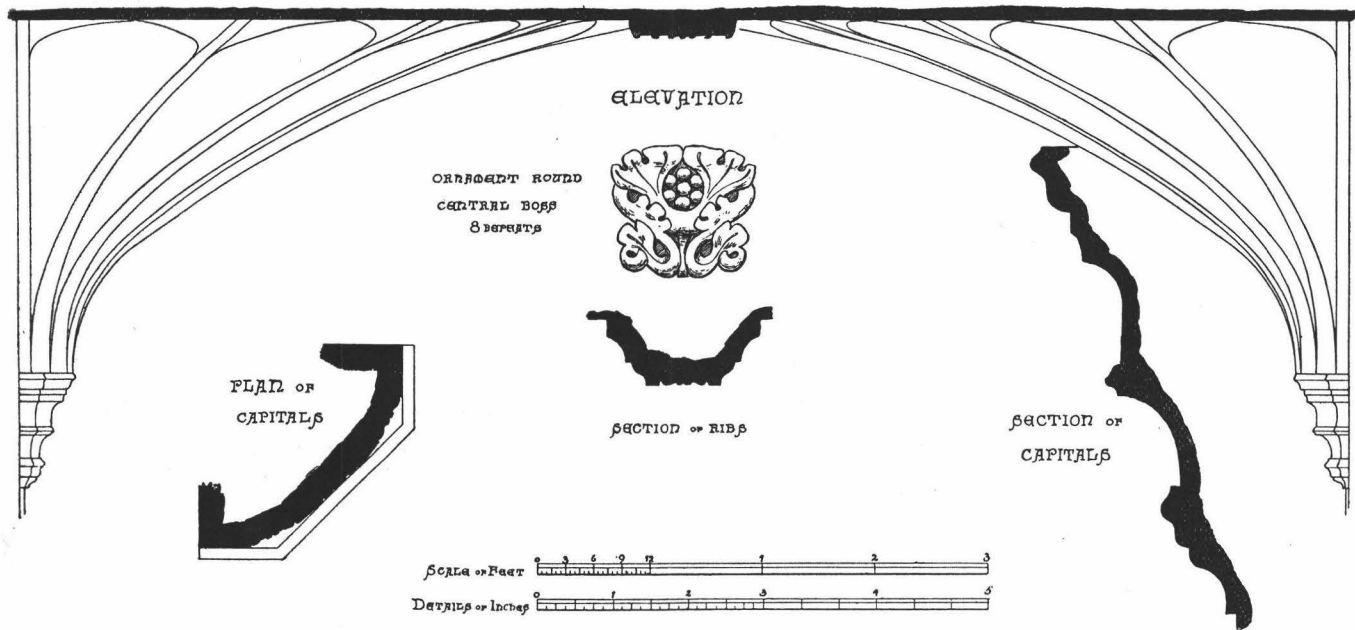 ELEVATION
ORNAMENT ROUND
CENTRAL BOSS
8 REPEATS
PLAN OF
CAPITALS
SECTION OF RIBS
SECTION OF
CAPITALS
0 3 6 9 12 1 2 3
SCALE OF FEET
0 1 2 3 4 5
DETAILS OF INCHES